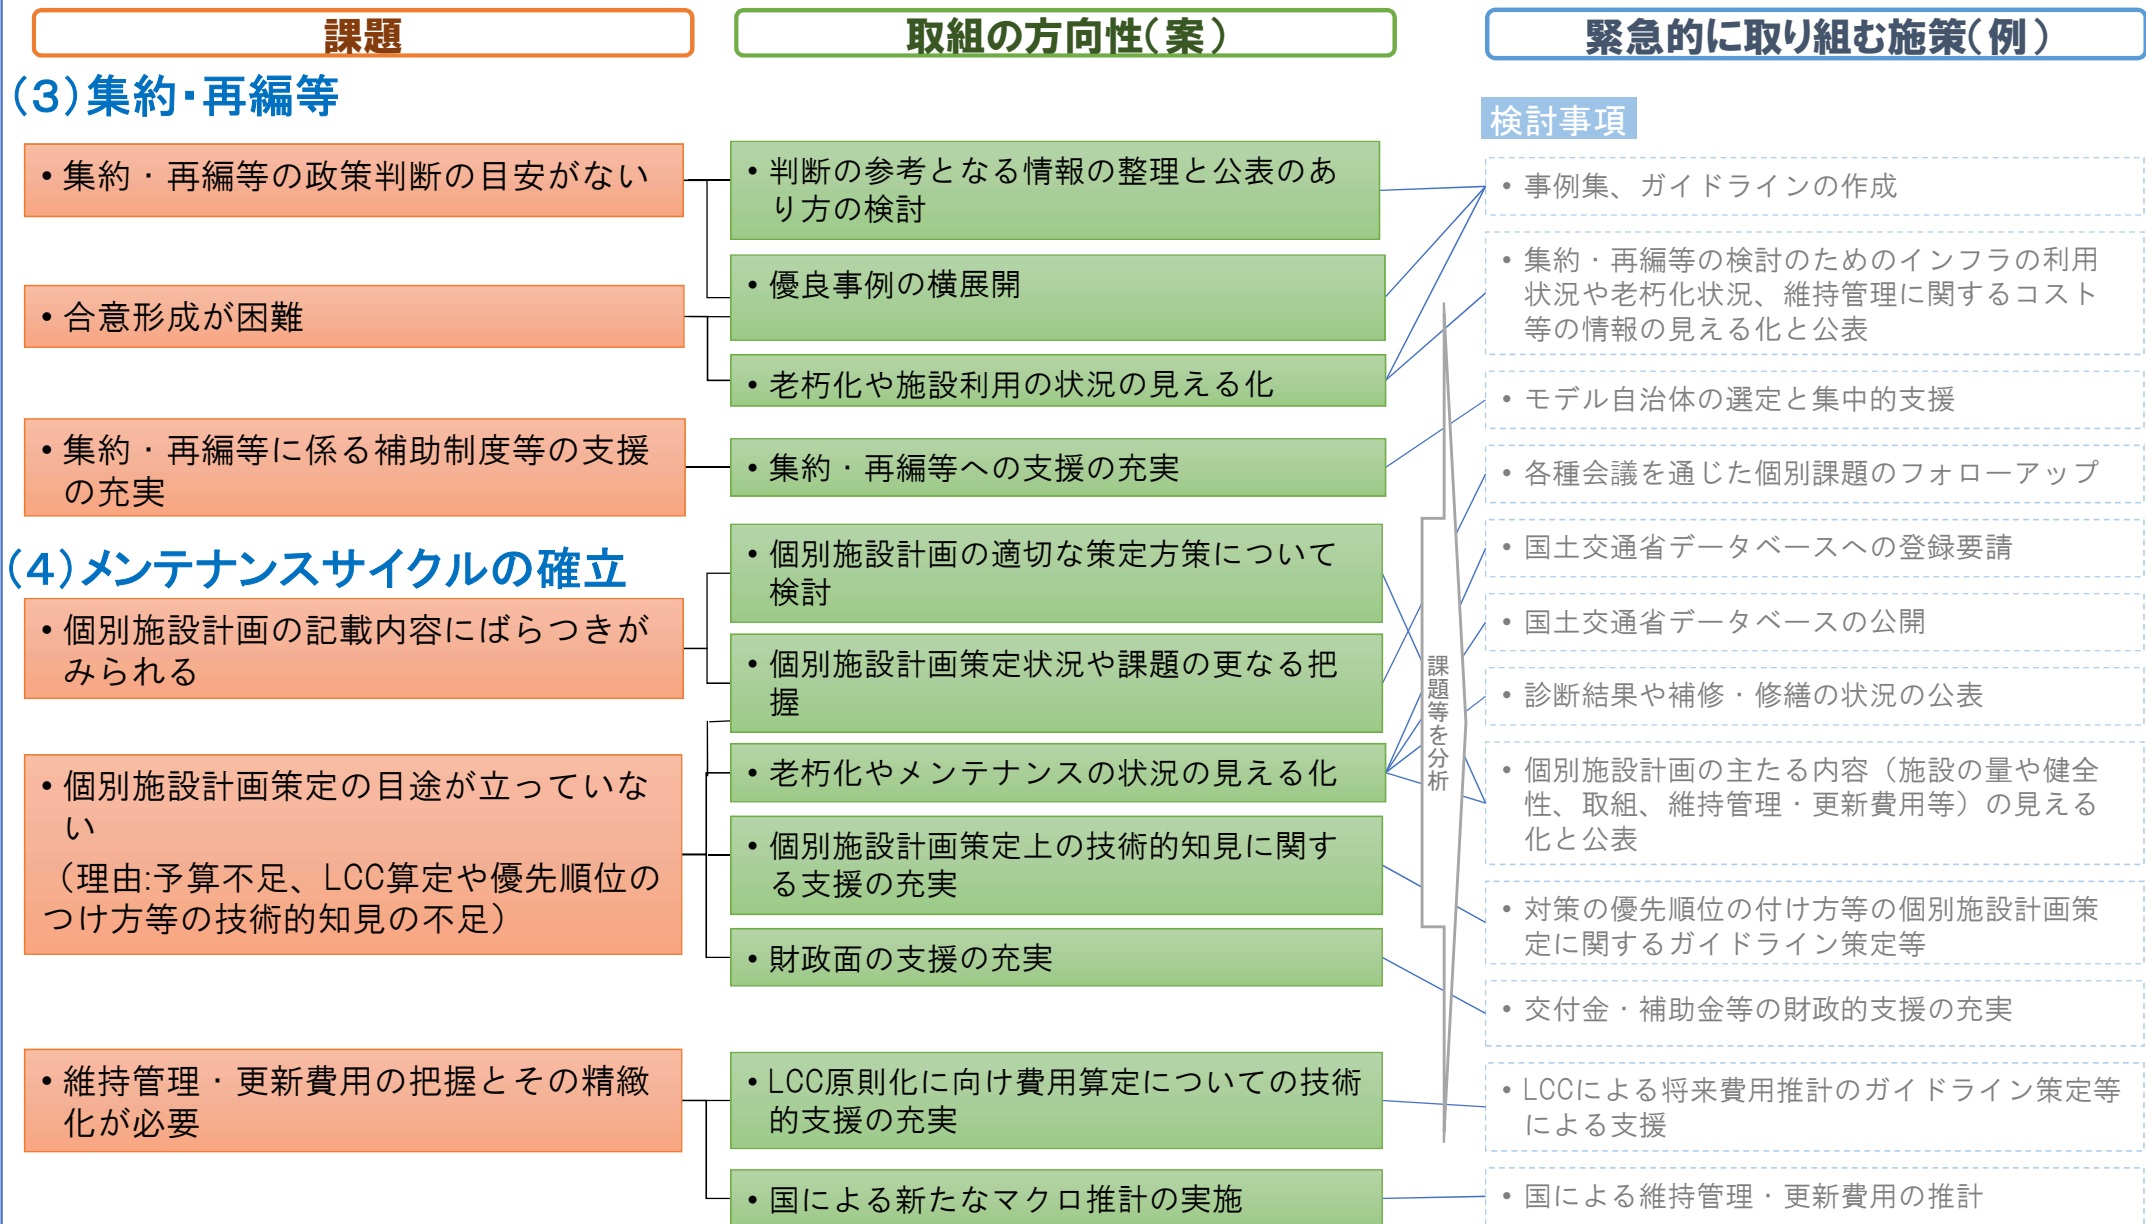 課題
取組の方向性(案)
緊急的に取り組む施策(例)
(3)集約・再編等
検討事項
・集約・再編等の政策判断の目安がない
・合意形成が困難
・集約・再編等に係る補助制度等の支援
の充実
・判断の参考となる情報の整理と公表のあ
り方の検討
・優良事例の横展開
・老朽化や施設利用の状況の見える化
・集約・再編等への支援の充実
・事例集、ガイドラインの作成
・集約・再編等の検討のためのインフラの利用
状況や老朽化状況、維持管理に関するコスト
等の情報の見える化と公表
・モデル自治体の選定と集中的支援
・各種会議を通じた個別課題のフォローアップ
(4)メンテナンスサイクルの確立
・個別施設計画の記載内容にばらつきが
みられる
・個別施設計画策定の目途が立っていな
い
(理由:予算不足、LCC算定や優先順位の
つけ方等の技術的知見の不足)
・維持管理・更新費用の把握とその精緻
化が必要
・個別施設計画の適切な策定方策について
検討
・個別施設計画策定状況や課題の更なる把
握
・老朽化やメンテナンスの状況の見える化
・個別施設計画策定上の技術的知見に関す
る支援の充実
・財政面の支援の充実
・LCC原則化に向け費用算定についての技術
的支援の充実
・国による新たなマクロ推計の実施
課題等を分析
・国土交通省データベースへの登録要請
・国土交通省データベースの公開
・診断結果や補修・修繕の状況の公表
・個別施設計画の主たる内容(施設の量や健全
性、取組、維持管理・更新費用等)の見える
化と公表
・対策の優先順位の付け方等の個別施設計画策
定に関するガイドライン策定等
・交付金・補助金等の財政的支援の充実
・LCCによる将来費用推計のガイドライン策定等
による支援
・国による維持管理・更新費用の推計